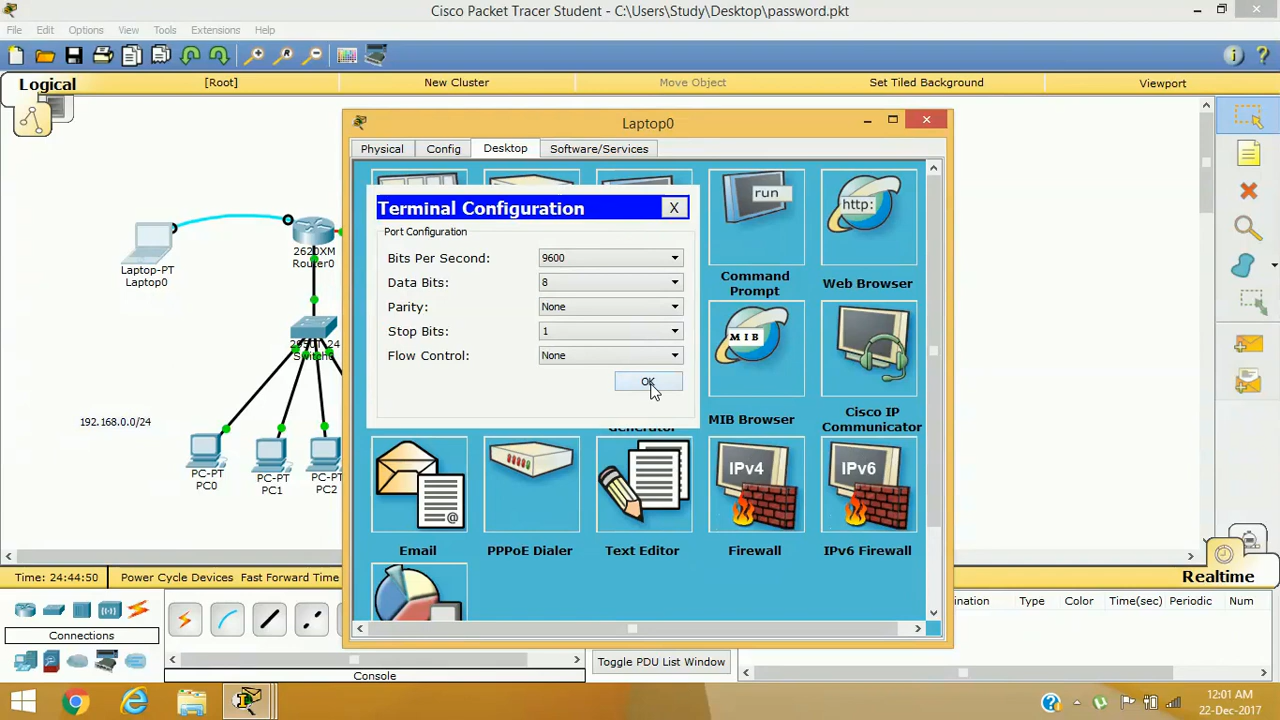 Cisco Packet Tracer Student - C:\Users\Study\Desktop\password.pkt
File Edit Options View Tools Extensions Help
Logical [Root] New Cluster Move Object Set Tiled Background Viewport
Laptop0
Physical Config Desktop Software/Services
Terminal Configuration X
Port Configuration
Bits Per Second: 9600
Data Bits: 8
Parity: None
Stop Bits: 1
Flow Control: None
OK
run
http:
Command
Prompt
Web Browser
MIB
MIB Browser
Cisco IP
Communicator
Generator
IPv4
IPv6
@
Email PPPoE Dialer Text Editor Firewall IPv6 Firewall
2620XM
Router0
Laptop-PT
Laptop0
192.168.0.0/24
PC-PT
PC0
PC-PT
PC1
PC-PT
PC2
Time: 24:44:50 Power Cycle Devices Fast Forward Time
Realtime
Connections
Console
Toggle PDU List Window
Type Color Time(sec) Periodic Num
12:01 AM
22-Dec-2017